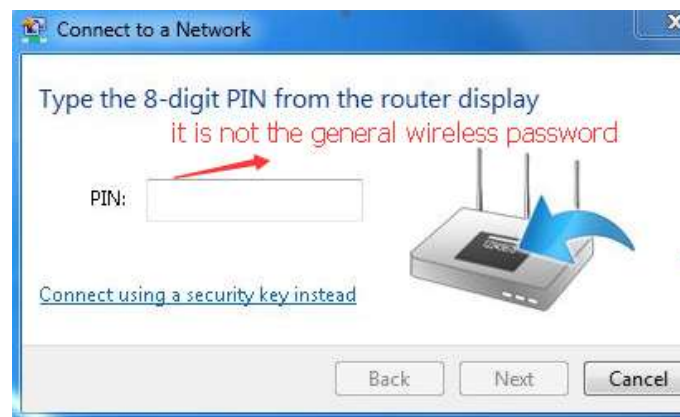 Connect to a Network
Type the 8-digit PIN from the router display
it is not the general wireless password
PIN:
Connect using a security key instead
Back Next Cancel